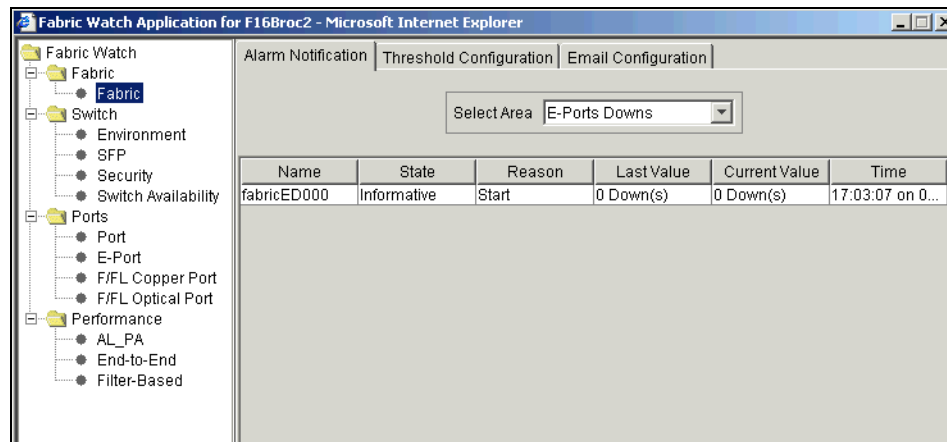 Fabric Watch Application for F16Broc2 - Microsoft Internet Explorer
Fabric Watch
Fabric
Fabric
Switch
Environment
SFP
Security
Switch Availability
Ports
Port
E-Port
F/FL Copper Port
F/FL Optical Port
Performance
AL_PA
End-to-End
Filter-Based
Alarm Notification Threshold Configuration Email Configuration
Select Area E-Ports Downs
Name State Reason Last Value Current Value Time
fabricED000 Informative Start 0 Down(s) 0 Down(s) 17:03:07 on 0...